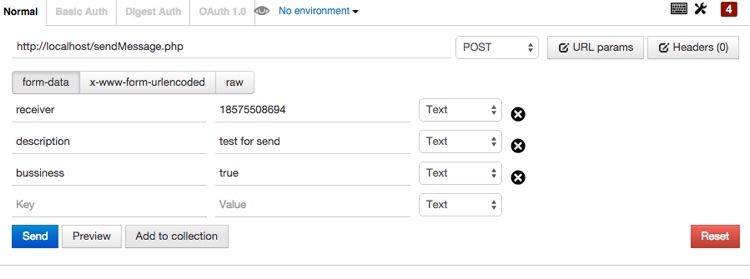 Normal Basic Auth Digest Auth OAuth 1.0 No environment 4
http://localhost/sendMessage.php POST URL params Headers (0)
form-data x-www-form-urlencoded raw
receiver 18575508694 Text
description test for send Text
bussiness true Text
Key Value Text
Send Preview Add to collection Reset